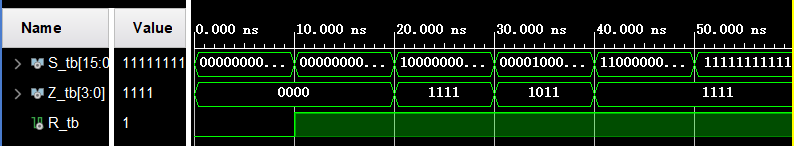 Name Value 0.000 ns 10.000 ns 20.000 ns 30.000 ns 40.000 ns 50.000 ns
S_tb[15:0 11111111 00000000... 00000000... 10000000... 00001000... 11000000... 11111111111
Z_tb[3:0] 1111 0000 1111 1011 1111
R_tb 1